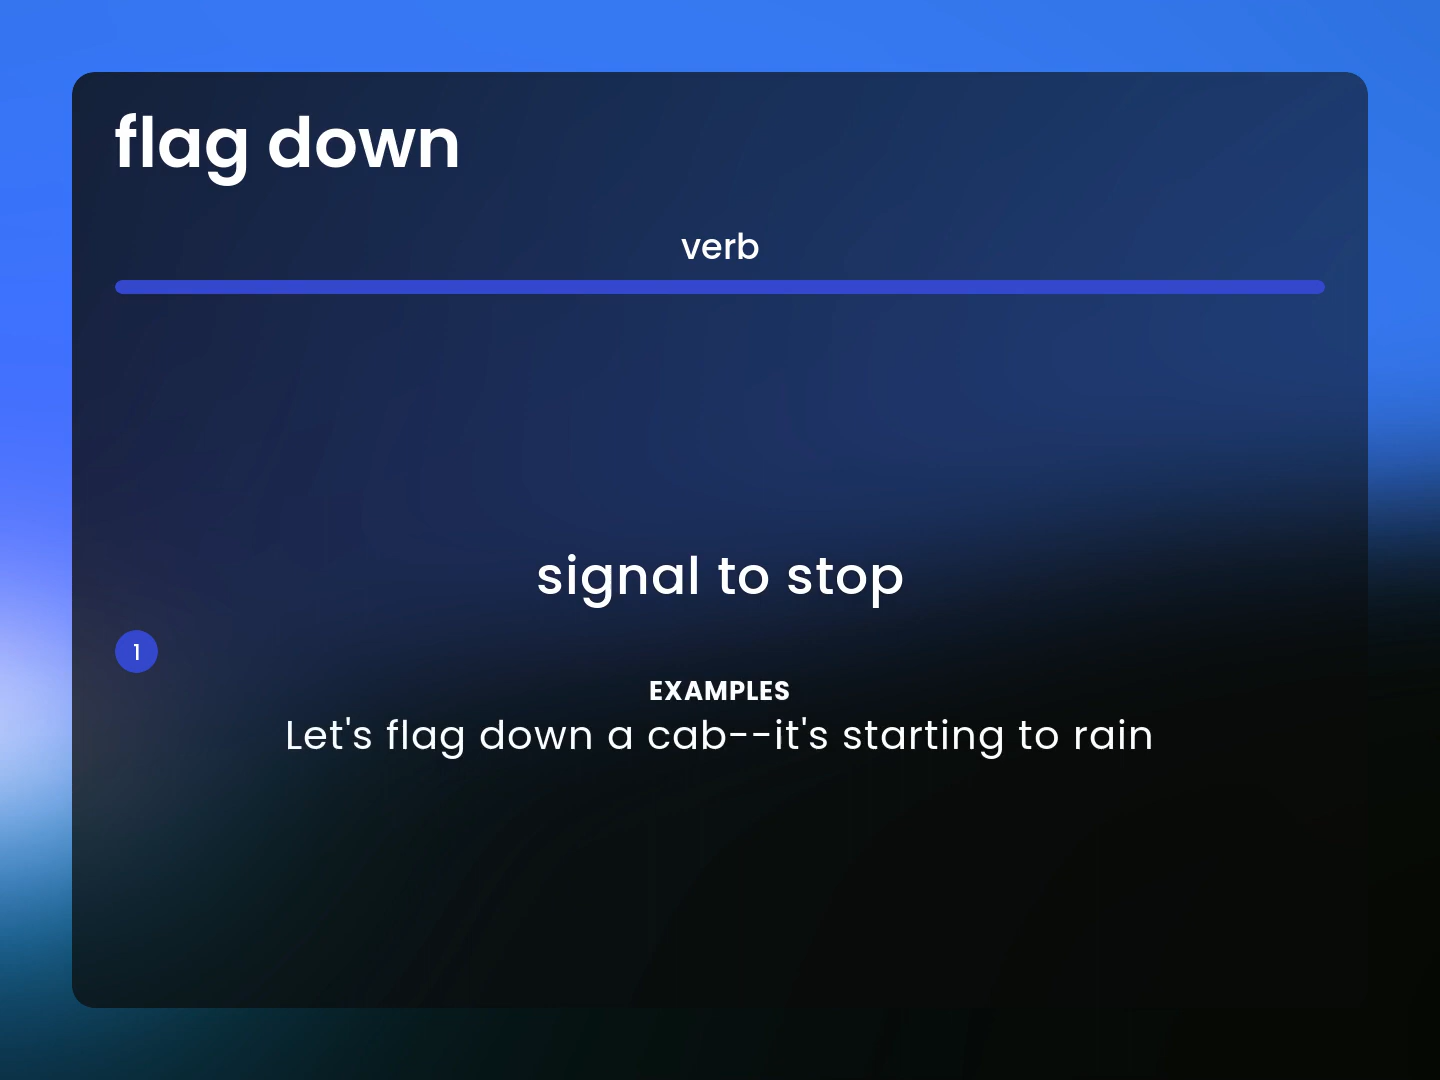 flag down
verb
signal to stop
1
EXAMPLES
Let's flag down a cab--it's starting to rain